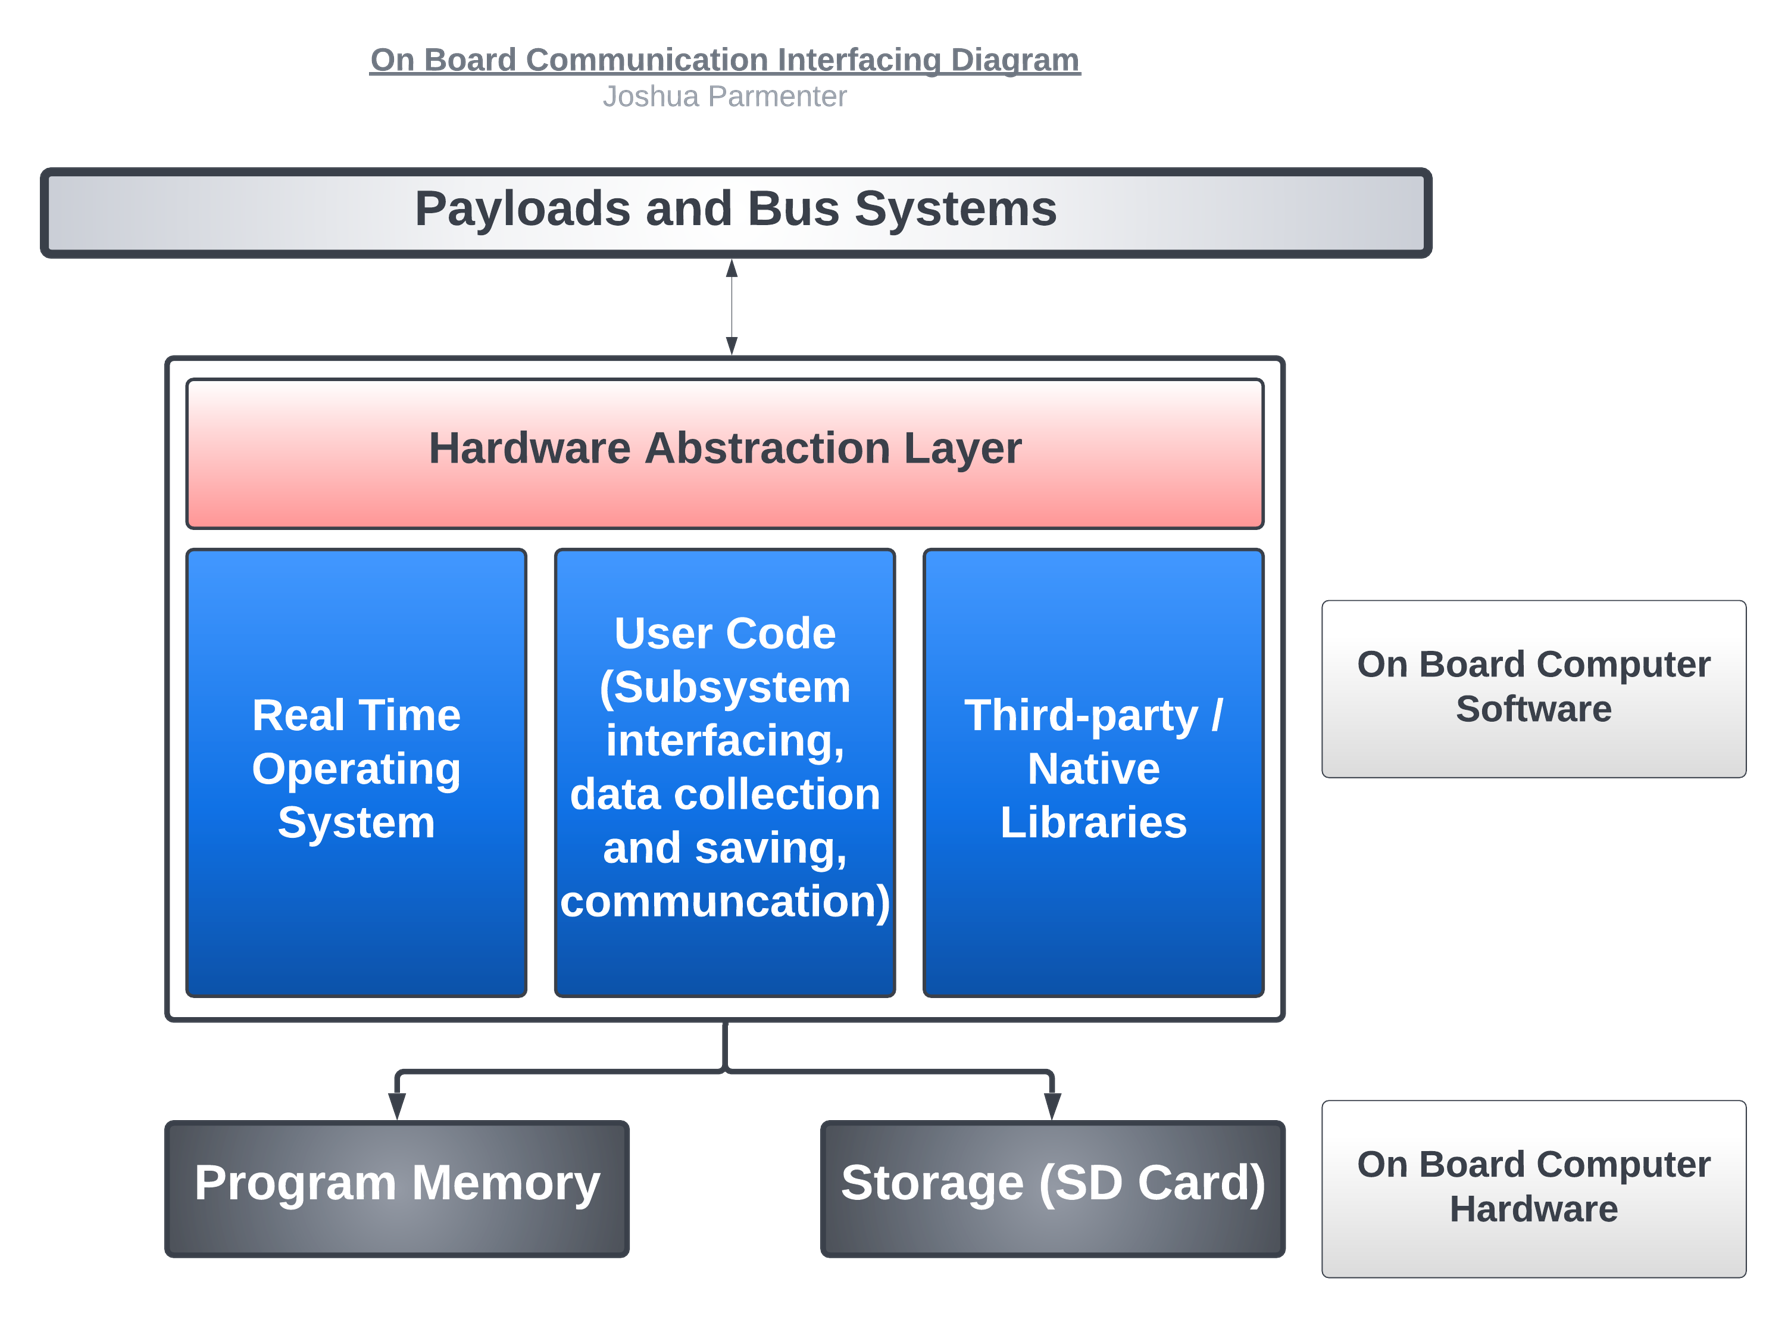 On Board Communication Interfacing Diagram
Joshua Parmenter
Payloads and Bus Systems
Hardware Abstraction Layer
Real Time
Operating
System
User Code
(Subsystem
interfacing,
data collection
and saving,
communcation)
Third-party /
Native
Libraries
On Board Computer
Software
Program Memory
Storage (SD Card)
On Board Computer
Hardware